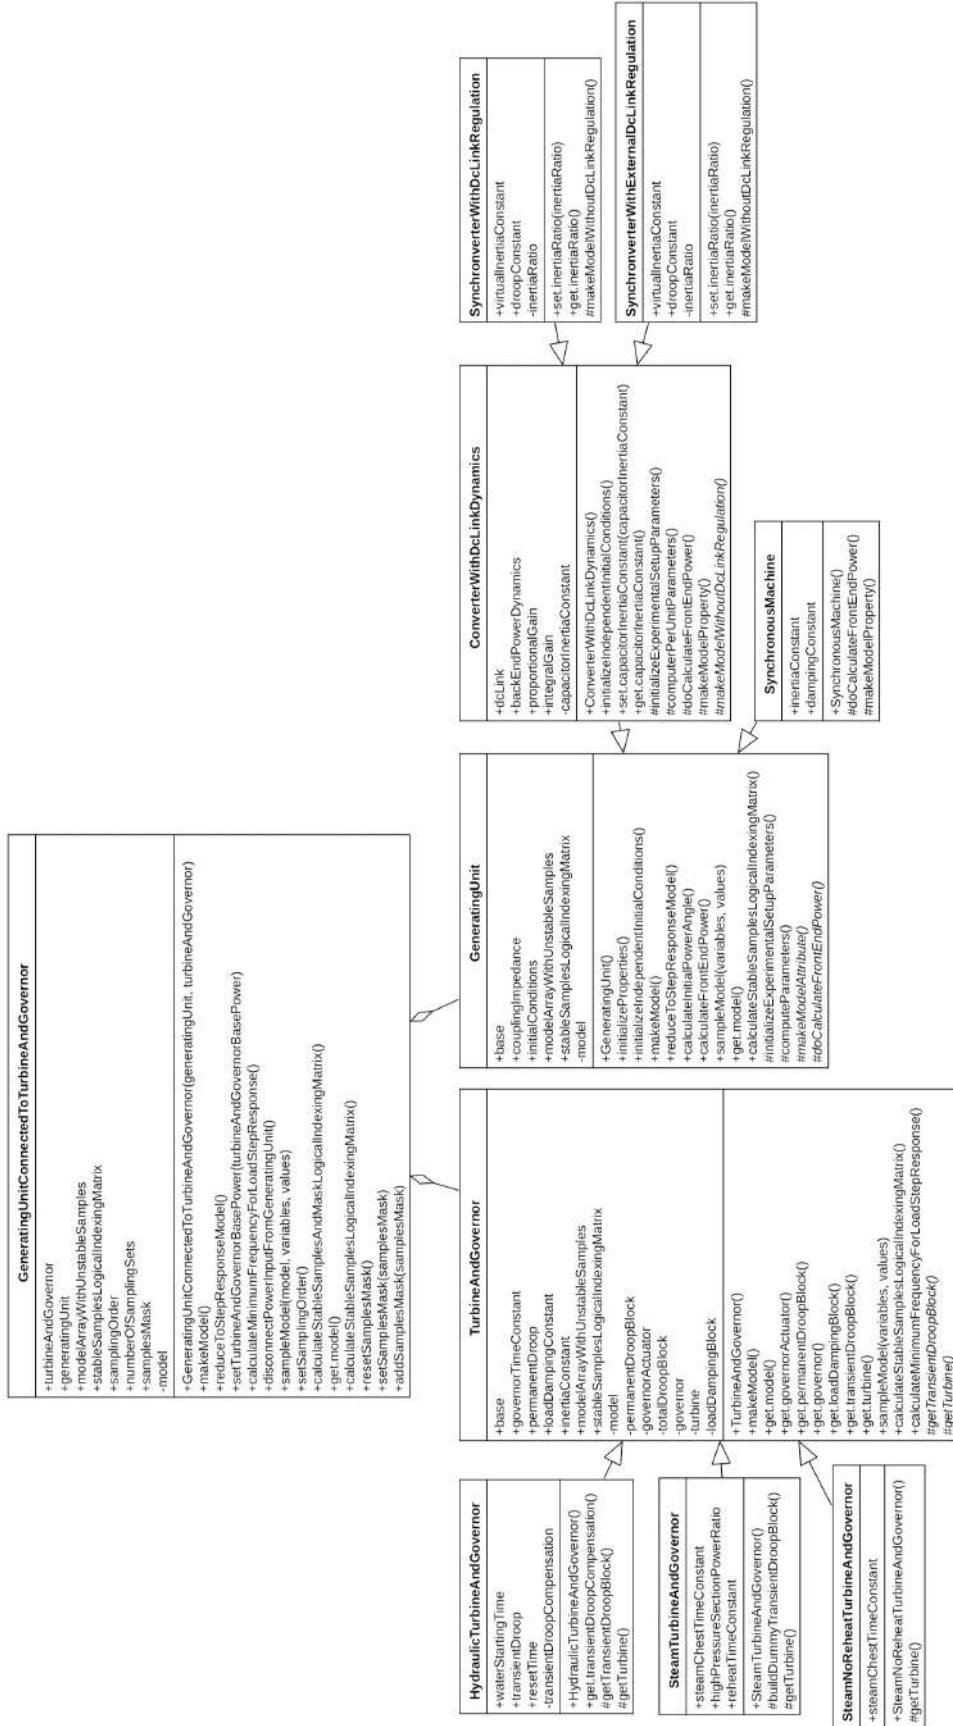 GeneratingUnitConnectedToTurbineAndGovernor
+turbineAndGovernor
+generatingUnit
+modelArrayWithUnstableSamples
+stableSamplesLogicalIndexingMatrix
+samplingOrder
+numberOfSamplingSets
+samplesMask
-model
+GeneratingUnitConnectedToTurbineAndGovernor(generatingUnit, turbineAndGovernor)
+makeModel()
+reduceToStepResponseModel()
+setTurbineAndGovernorBasePower(turbineAndGovernorBasePower)
+calculateMinimumFrequencyForLoadStepResponse()
+disconnectPowerInputFromGeneratingUnit()
+sampleModel(model, variables, values)
+setSamplingOrder()
+calculateStableSamplesAndMaskLogicalIndexingMatrix()
+get.model()
+calculateStableSamplesLogicalIndexingMatrix()
+resetSamplesMask()
+setSamplesMask(samplesMask)
+addSamplesMask(samplesMask)
HydraulicTurbineAndGovernor
+waterStartingTime
+transientDroop
+resetTime
-transientDroopCompensation
+HydraulicTurbineAndGovernor()
+get.transientDroopCompensation()
#getTransientDroopBlock()
#getTurbine()
SteamTurbineAndGovernor
+steamChestTimeConstant
+highPressureSectionPowerRatio
+reheatTimeConstant
+SteamTurbineAndGovernor()
#buildDummyTransientDroopBlock()
#getTurbine()
SteamNoReheatTurbineAndGovernor
+steamChestTimeConstant
+SteamNoReheatTurbineAndGovernor()
#getTurbine()
TurbineAndGovernor
+base
+governorTimeConstant
+permanentDroop
+loadDampingConstant
+inertiaConstant
+modelArrayWithUnstableSamples
+stableSamplesLogicalIndexingMatrix
-model
-permanentDroopBlock
-governorActuator
-totalDroopBlock
-governor
-turbine
-loadDampingBlock
+TurbineAndGovernor()
+makeModel()
+get.model()
+get.governorActuator()
+get.permanentDroopBlock()
+get.governor()
+get.loadDampingBlock()
+get.transientDroopBlock()
+get.turbine()
+sampleModel(variables, values)
+calculateStableSamplesLogicalIndexingMatrix()
+calculateMinimumFrequencyForLoadStepResponse()
#getTransientDroopBlock()
#getTurbine()
GeneratingUnit
+base
+couplingImpedance
+initialConditions
+modelArrayWithUnstableSamples
+stableSamplesLogicalIndexingMatrix
-model
+GeneratingUnit()
+initializeProperties()
+initializeIndependentInitialConditions()
+makeModel()
+reduceToStepResponseModel()
+calculateInitialPowerAngle()
+calculateFrontEndPower()
+sampleModel(variables, values)
+get.model()
+calculateStableSamplesLogicalIndexingMatrix()
#initializeExperimentalSetupParameters()
#computeParameters()
#makeModelAttribute()
#doCalculateFrontEndPower()
ConverterWithDcLinkDynamics
+dcLink
+backEndPowerDynamics
+proportionalGain
+integralGain
-capacitorInertiaConstant
+ConverterWithDcLinkDynamics()
+initializeIndependentInitialConditions()
+set.capacitorInertiaConstant(capacitorInertiaConstant)
+get.capacitorInertiaConstant()
#initializeExperimentalSetupParameters()
#computerPerUnitParameters()
#doCalculateFrontEndPower()
#makeModelProperty()
#makeModelWithoutDcLinkRegulation()
SynchronousMachine
+inertiaConstant
+dampingConstant
+SynchronousMachine()
#doCalculateFrontEndPower()
#makeModelProperty()
SynchronverterWithDcLinkRegulation
+virtualInertiaConstant
+droopConstant
-inertiaRatio
+set.inertiaRatio(inertiaRatio)
+get.inertiaRatio()
#makeModelWithoutDcLinkRegulation()
SynchronverterWithExternalDcLinkRegulation
+virtualInertiaConstant
+droopConstant
-inertiaRatio
+set.inertiaRatio(inertiaRatio)
+get.inertiaRatio()
#makeModelWithoutDcLinkRegulation()